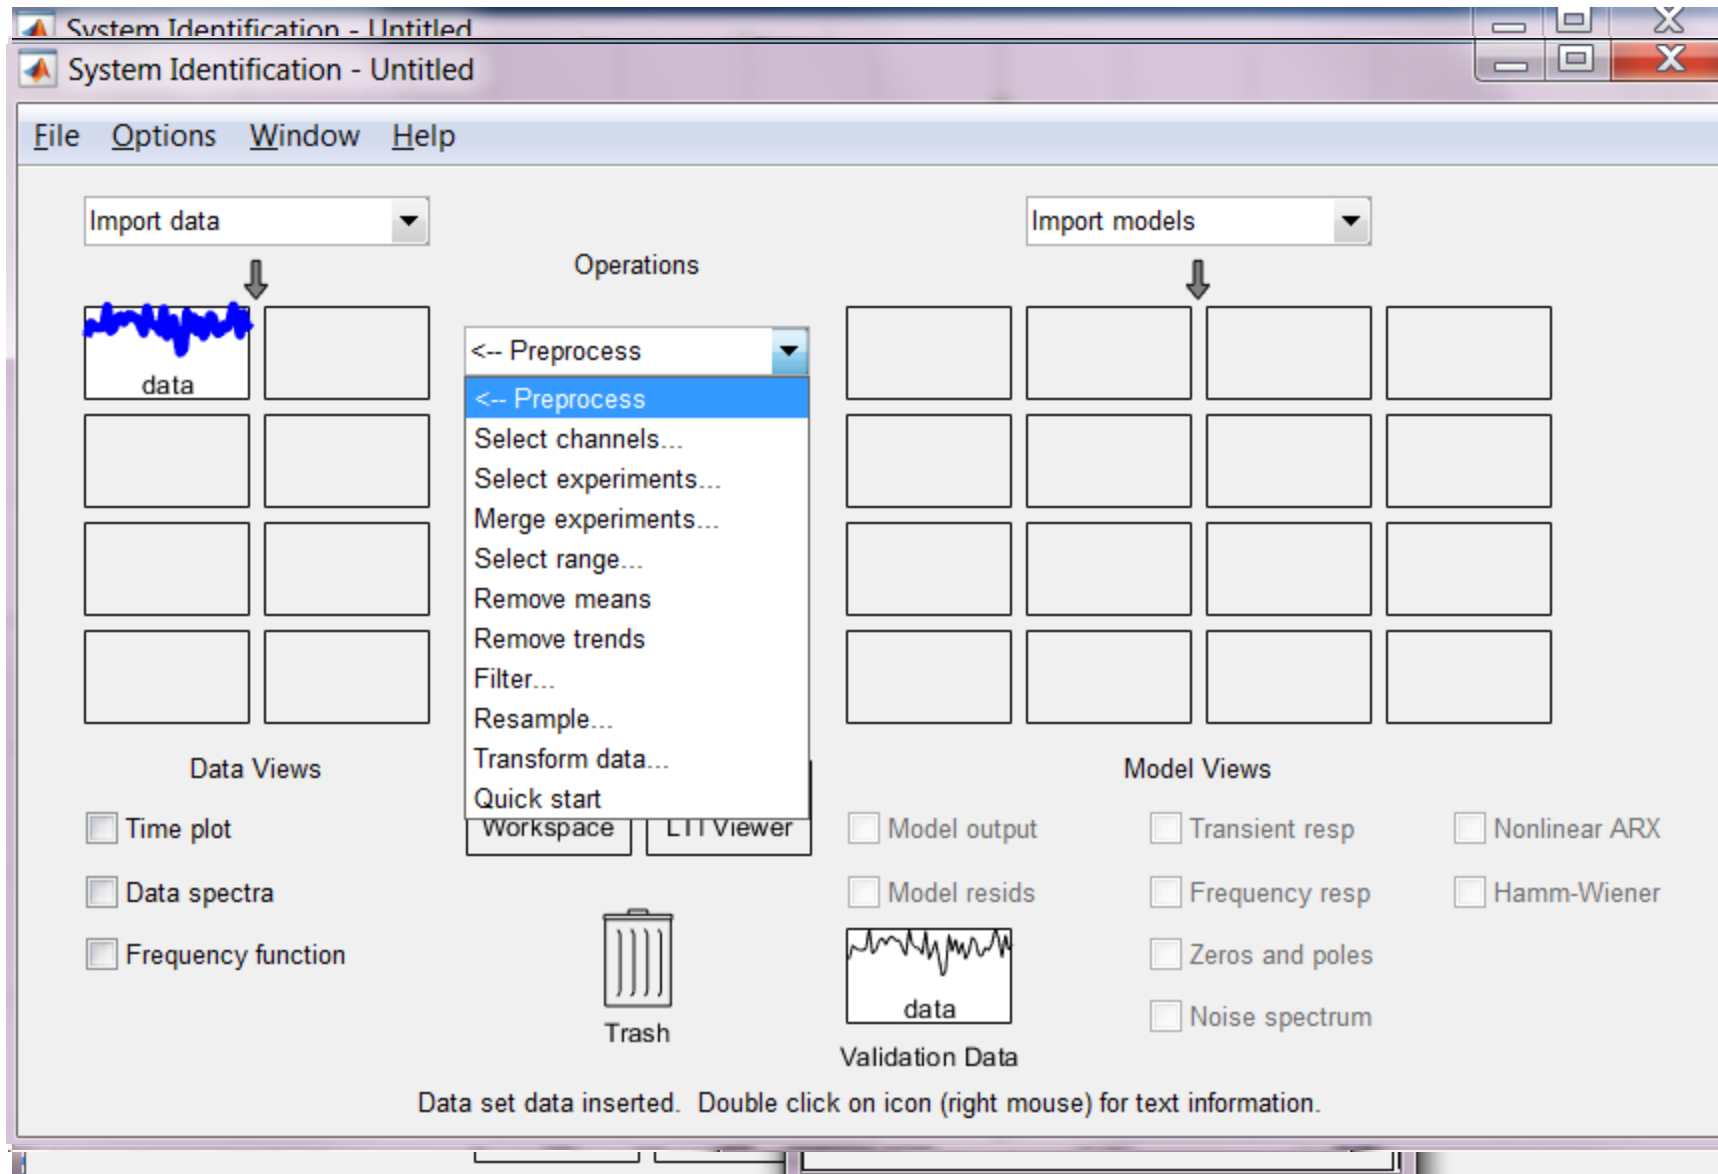 System Identification - Untitled
System Identification - Untitled
File Options Window Help
Import data
Import models
Operations
data
<-- Preprocess
<-- Preprocess
Select channels...
Select experiments...
Merge experiments...
Select range...
Remove means
Remove trends
Filter...
Resample...
Transform data...
Quick start
Workspace
LTI Viewer
Data Views
Time plot
Data spectra
Frequency function
Trash
Model Views
Model output
Transient resp
Nonlinear ARX
Model resids
Frequency resp
Hamm-Wiener
Zeros and poles
Noise spectrum
data
Validation Data
Data set data inserted. Double click on icon (right mouse) for text information.